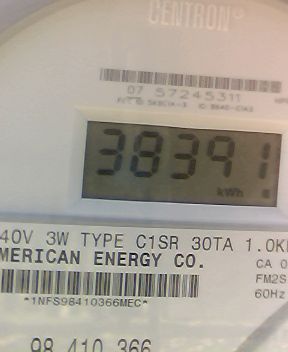 CENTRON®
07 57245311
38391
kWh
40V 3W TYPE C1SR 30TA 1.0K
MERICAN ENERGY CO.
CA 0
FM2S
60Hz
*1NFS98410366MEC*
98 410 366